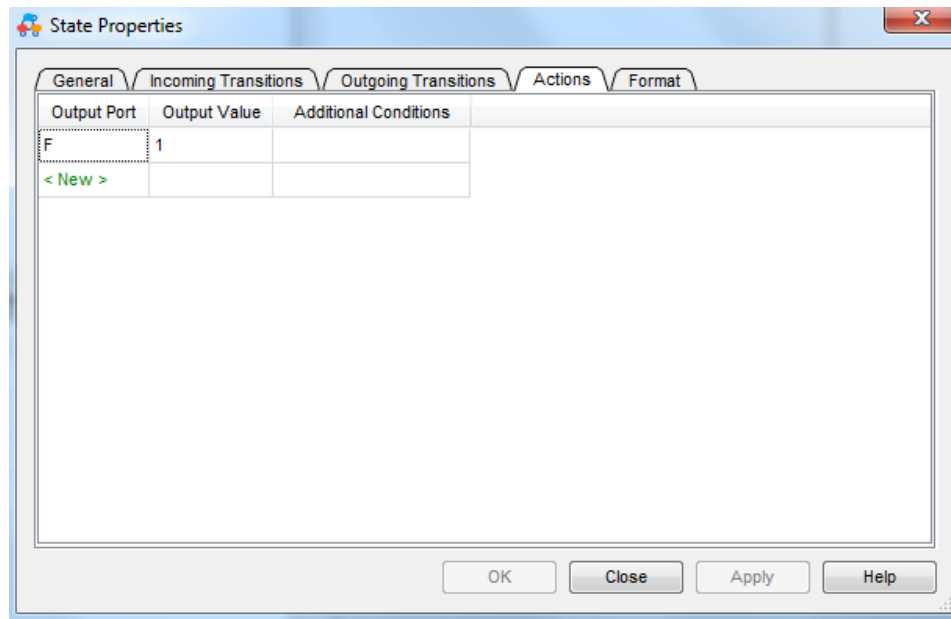 State Properties
General Incoming Transitions Outgoing Transitions Actions Format
Output Port Output Value Additional Conditions
F 1
< New >
OK Close Apply Help